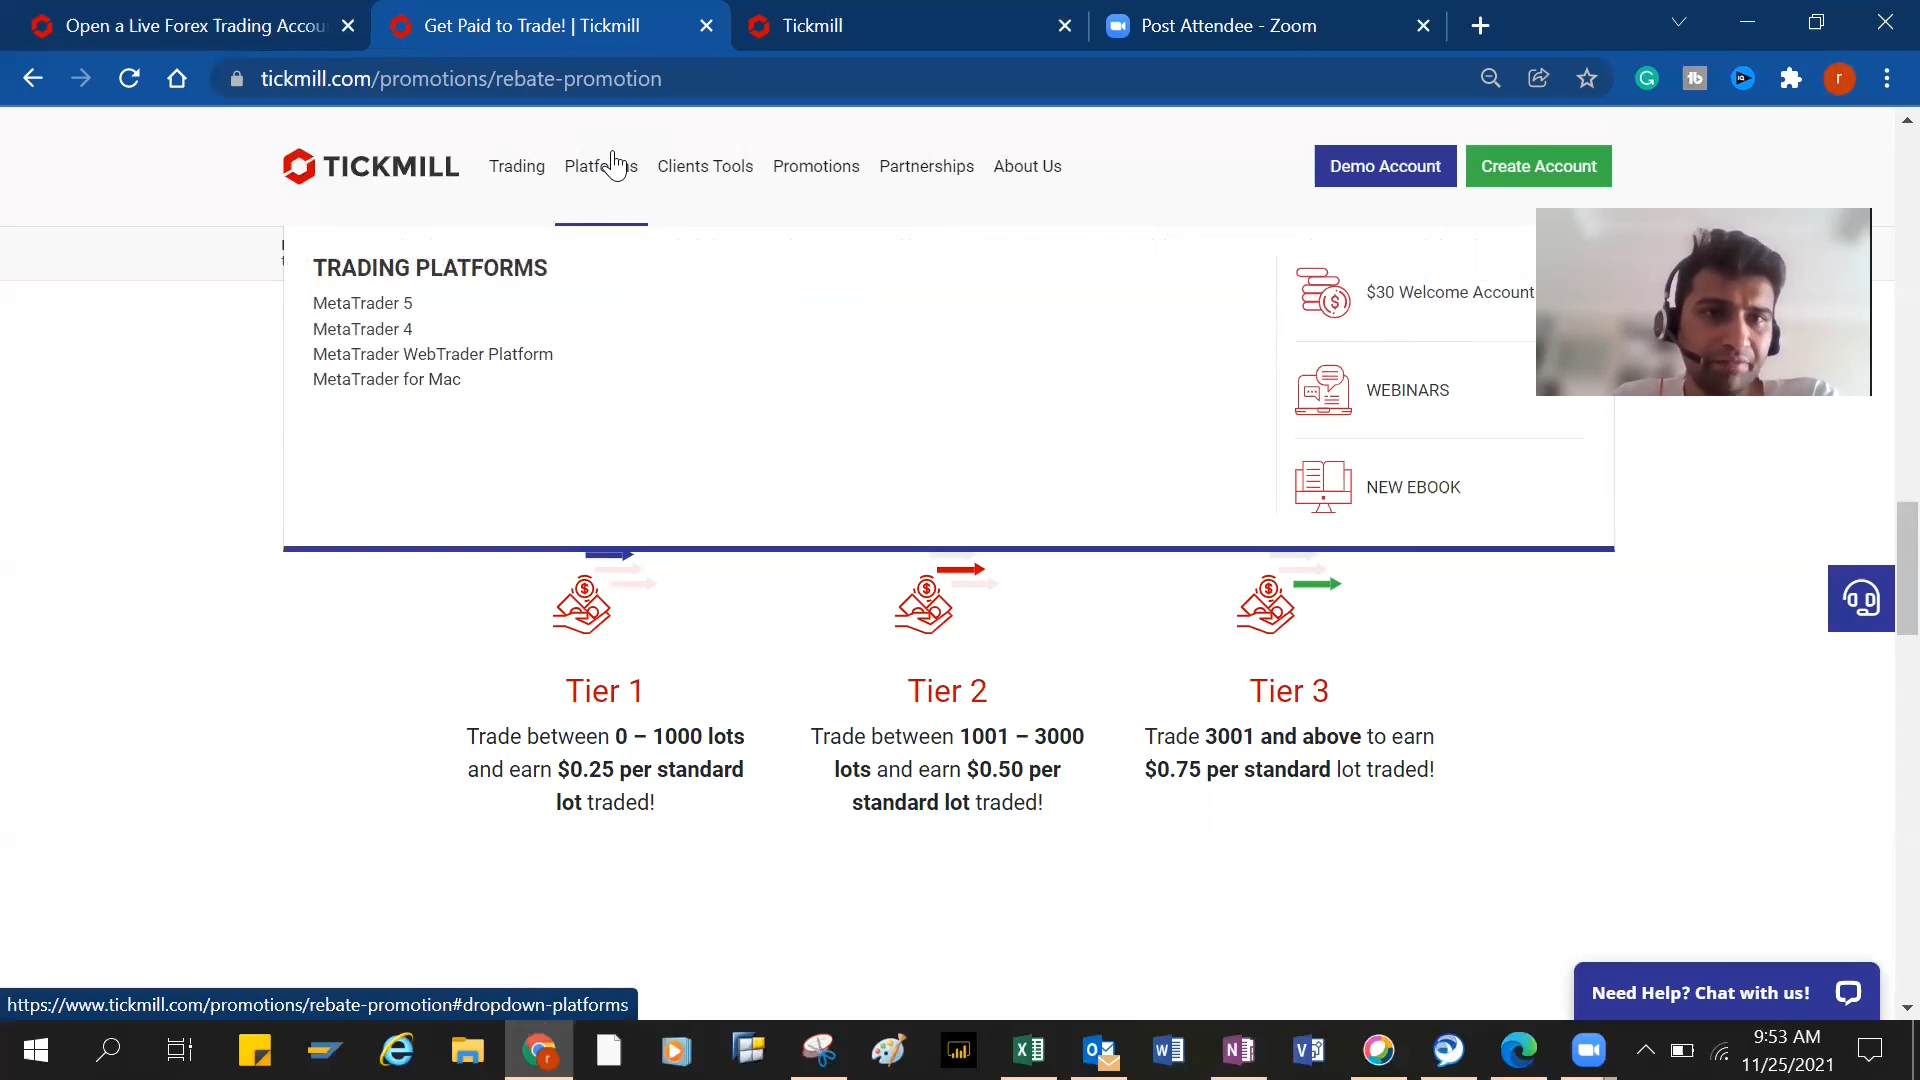 Open a Live Forex Trading Accou
Get Paid to Trade! | Tickmill
Tickmill
Post Attendee - Zoom
tickmill.com/promotions/rebate-promotion
r
TICKMILL
Trading
Platforms
Clients Tools
Promotions
Partnerships
About Us
Demo Account
Create Account
TRADING PLATFORMS
MetaTrader 5
MetaTrader 4
MetaTrader WebTrader Platform
MetaTrader for Mac
$30 Welcome Account
WEBINARS
NEW EBOOK
Tier 1
Trade between 0 – 1000 lots
and earn $0.25 per standard
lot traded!
Tier 2
Trade between 1001 – 3000
lots and earn $0.50 per
standard lot traded!
Tier 3
Trade 3001 and above to earn
$0.75 per standard lot traded!
Need Help? Chat with us!
https://www.tickmill.com/promotions/rebate-promotion#dropdown-platforms
9:53 AM
11/25/2021